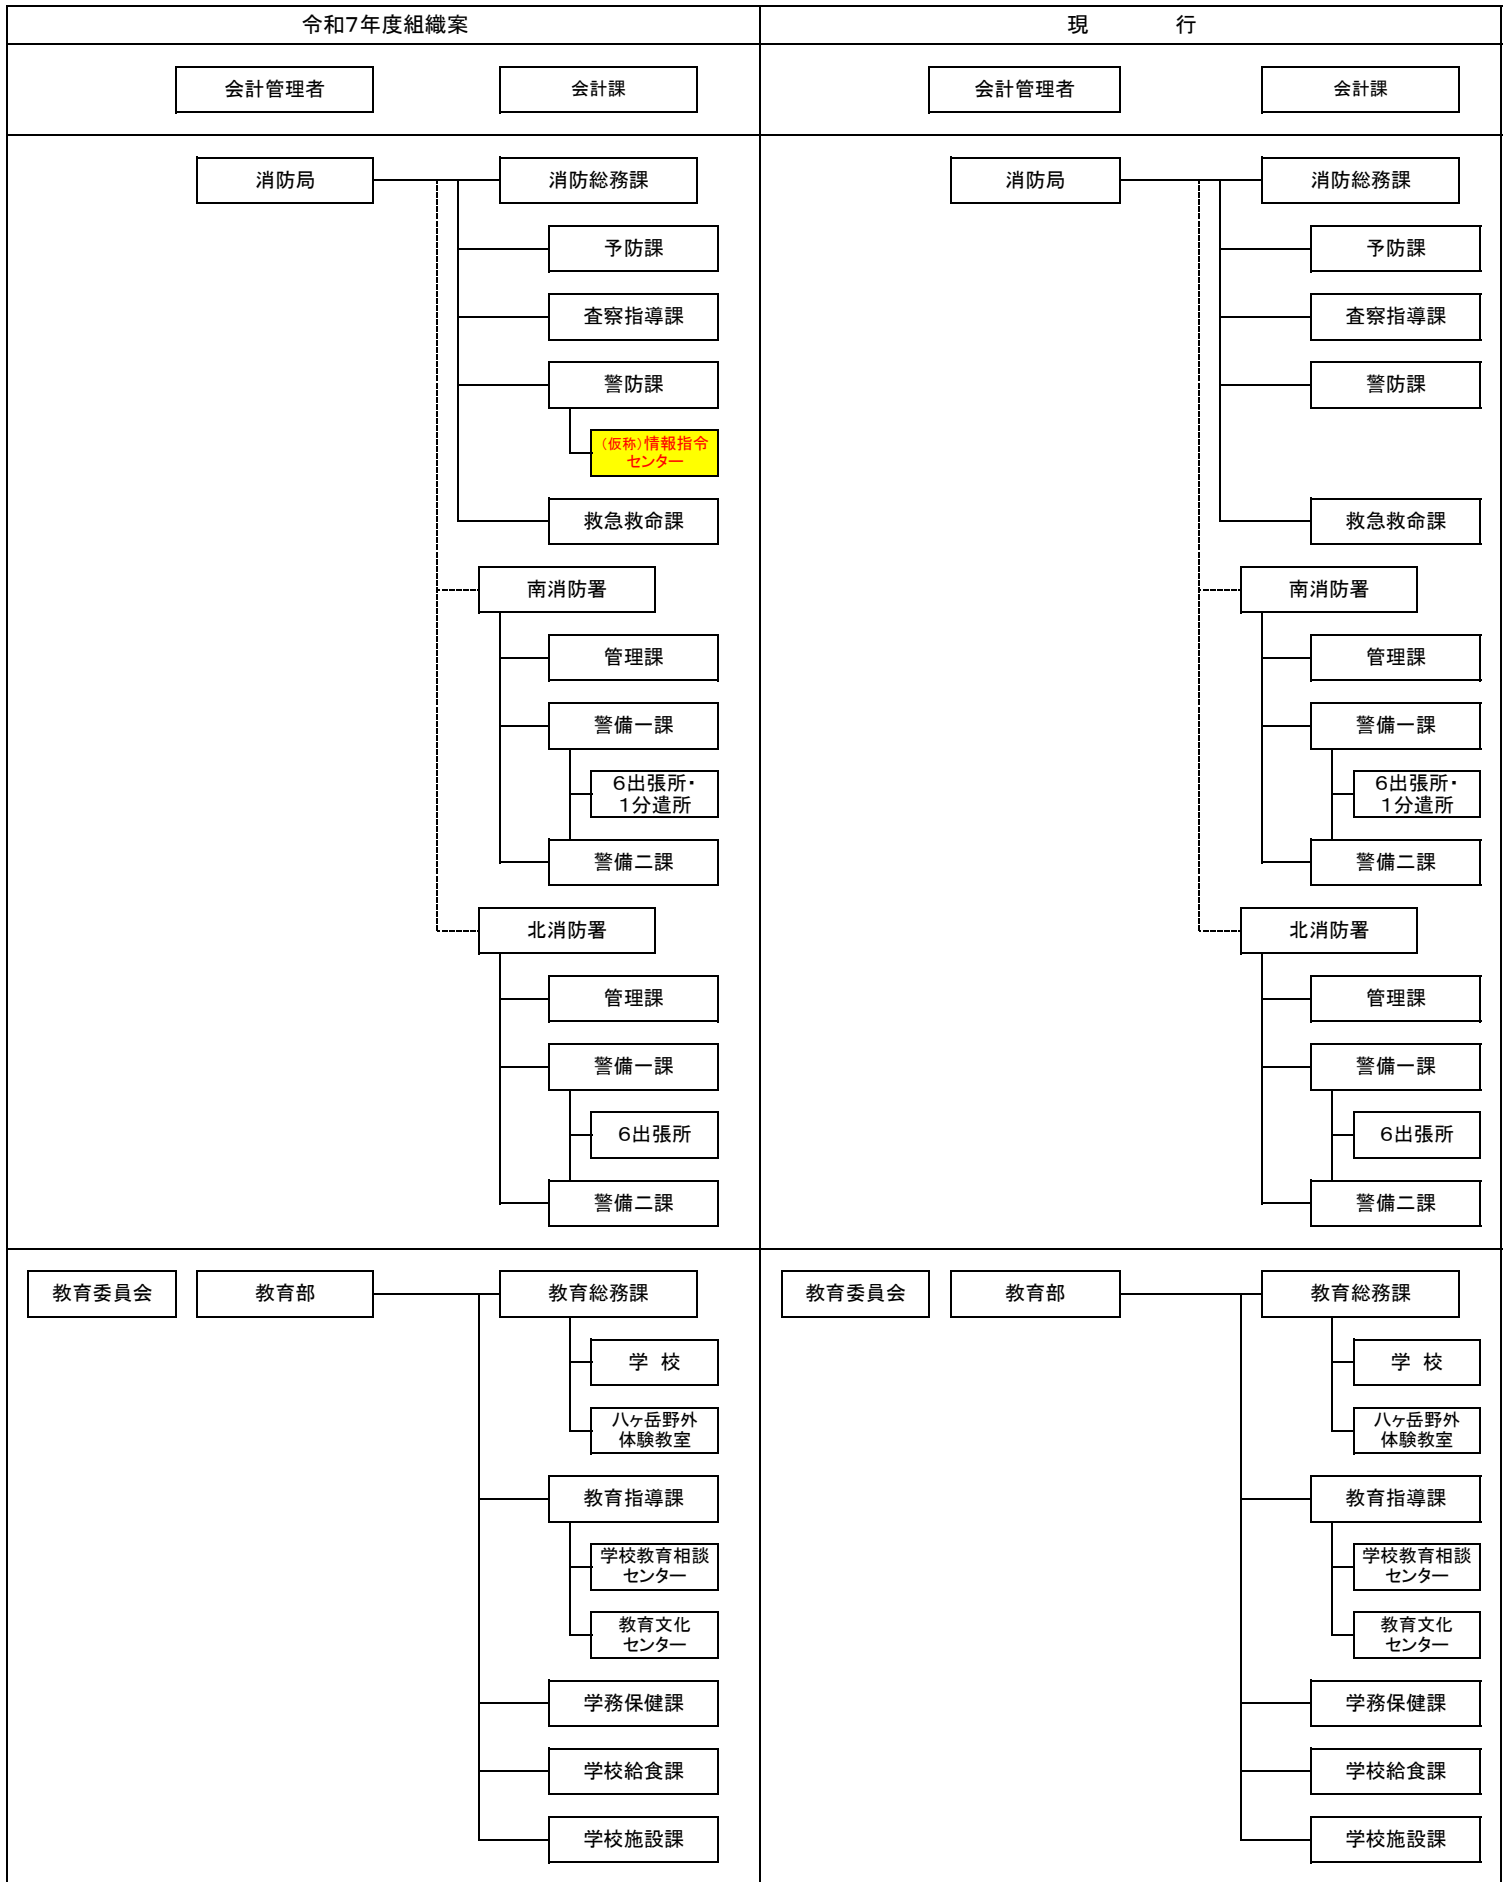 令和7年度組織案
現　行
会計管理者
会計課
会計管理者
会計課
消防局
消防総務課
予防課
査察指導課
警防課
（仮称）情報指令
センター
救急救命課
南消防署
管理課
警備一課
6出張所・
1分遣所
警備二課
北消防署
管理課
警備一課
6出張所
警備二課
消防局
消防総務課
予防課
査察指導課
警防課
救急救命課
南消防署
管理課
警備一課
6出張所・
1分遣所
警備二課
北消防署
管理課
警備一課
6出張所
警備二課
教育委員会
教育部
教育総務課
学 校
八ヶ岳野外
体験教室
教育指導課
学校教育相談
センター
教育文化
センター
学務保健課
学校給食課
学校施設課
教育委員会
教育部
教育総務課
学 校
八ヶ岳野外
体験教室
教育指導課
学校教育相談
センター
教育文化
センター
学務保健課
学校給食課
学校施設課